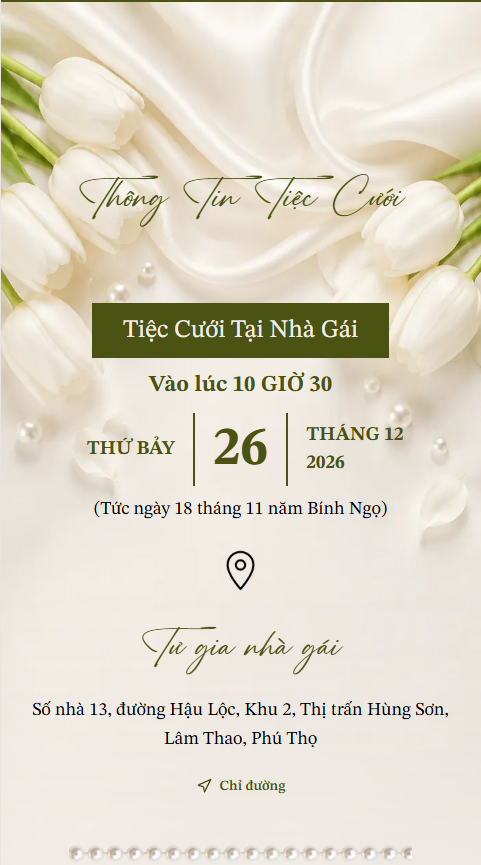 Thông Tin Tiệc Cưới
Tiệc Cưới Tại Nhà Gái
Vào lúc 10 GIỜ 30
THỨ BẢY
26
THÁNG 12
2026
(Tức ngày 18 tháng 11 năm Bính Ngọ)
Tư gia nhà gái
Số nhà 13, đường Hậu Lộc, Khu 2, Thị trấn Hùng Sơn,
Lâm Thao, Phú Thọ
Chỉ đường